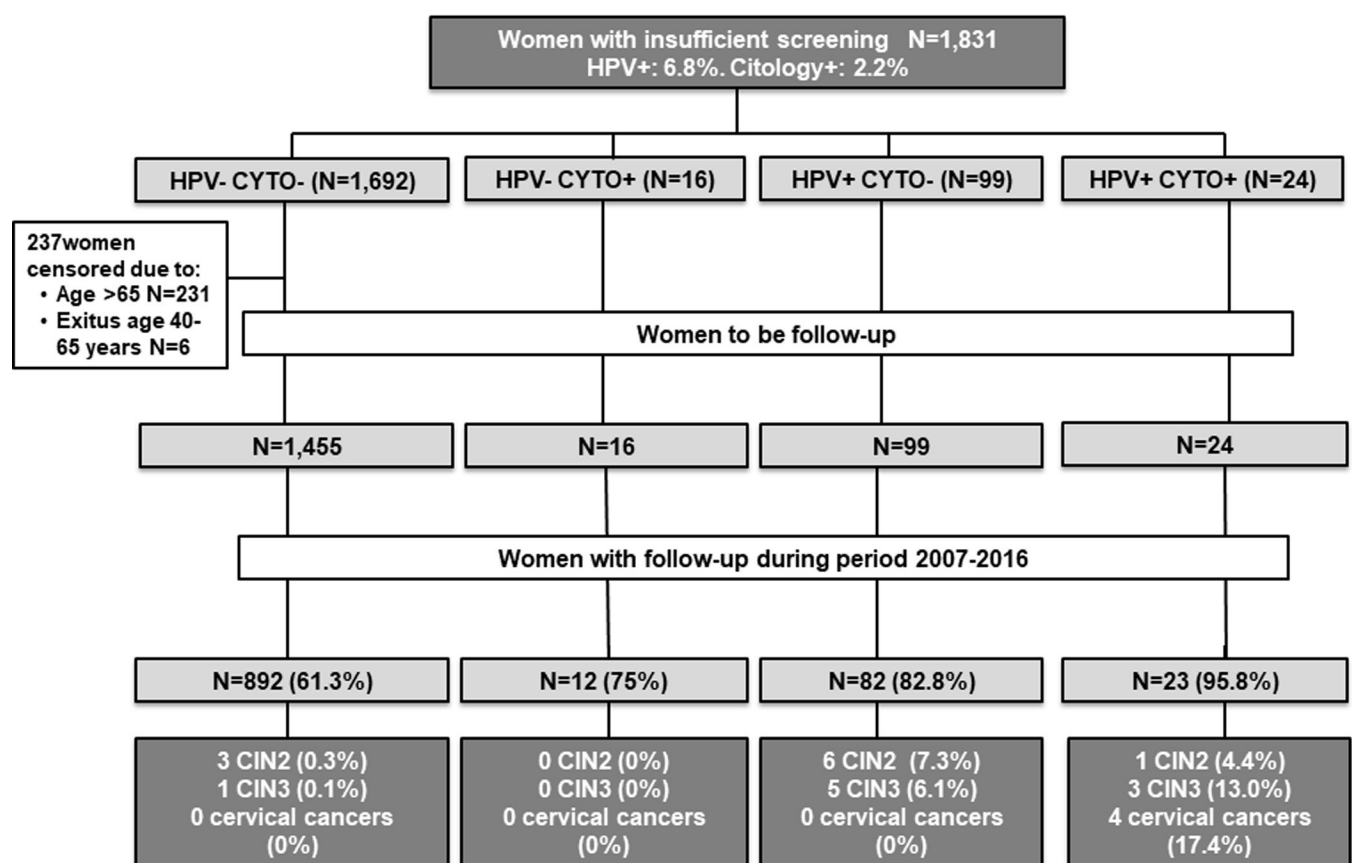 Women with insufficient screening N=1,831
HPV+: 6.8%. Citology+: 2.2%
HPV- CYTO- (N=1,692)
HPV- CYTO+ (N=16)
HPV+ CYTO- (N=99)
HPV+ CYTO+ (N=24)
237women
censored due to:
• Age >65 N=231
• Exitus age 40-
65 years N=6
Women to be follow-up
N=1,455
N=16
N=99
N=24
Women with follow-up during period 2007-2016
N=892 (61.3%)
N=12 (75%)
N=82 (82.8%)
N=23 (95.8%)
3 CIN2 (0.3%)
1 CIN3 (0.1%)
0 cervical cancers
(0%)
0 CIN2 (0%)
0 CIN3 (0%)
0 cervical cancers
(0%)
6 CIN2 (7.3%)
5 CIN3 (6.1%)
0 cervical cancers
(0%)
1 CIN2 (4.4%)
3 CIN3 (13.0%)
4 cervical cancers
(17.4%)